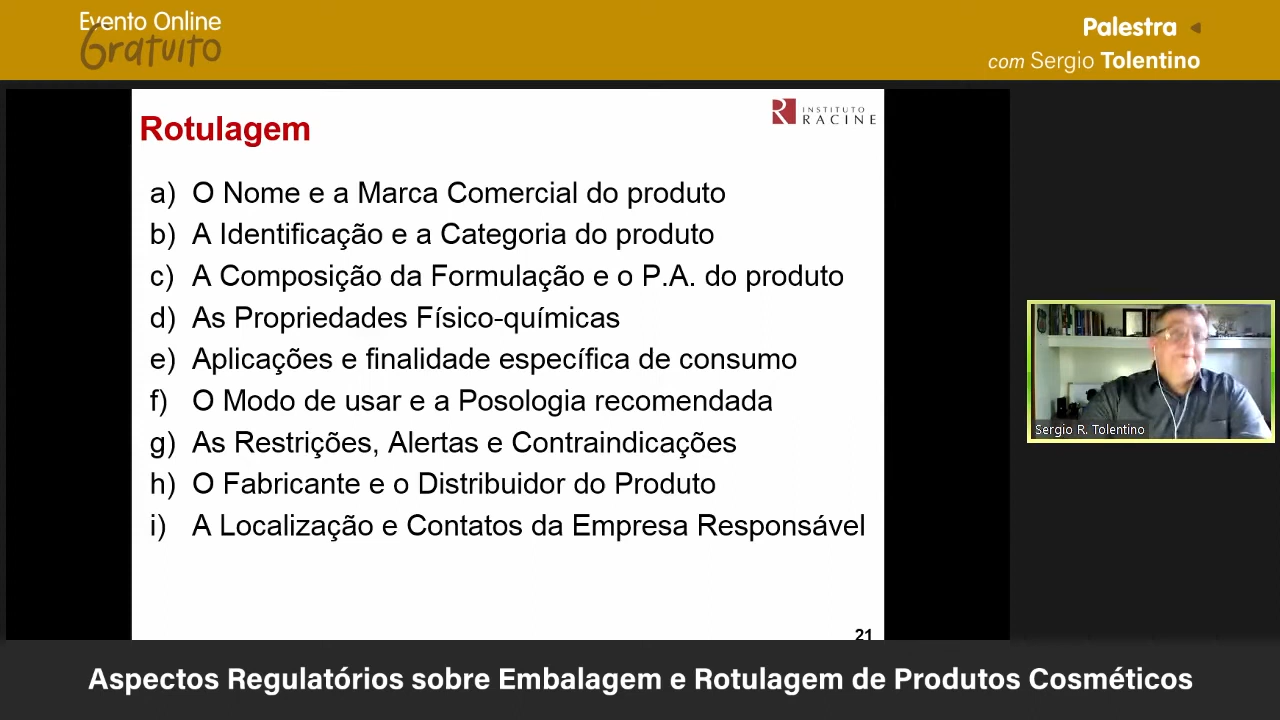 Evento Online
Gratuito
Palestra
com Sergio Tolentino
INSTITUTO
RACINE
Rotulagem
a) O Nome e a Marca Comercial do produto
b) A Identificação e a Categoria do produto
c) A Composição da Formulação e o P.A. do produto
d) As Propriedades Físico-químicas
e) Aplicações e finalidade específica de consumo
f) O Modo de usar e a Posologia recomendada
g) As Restrições, Alertas e Contraindicações
h) O Fabricante e o Distribuidor do Produto
i) A Localização e Contatos da Empresa Responsável
21
Sergio R. Tolentino
Aspectos Regulatórios sobre Embalagem e Rotulagem de Produtos Cosméticos